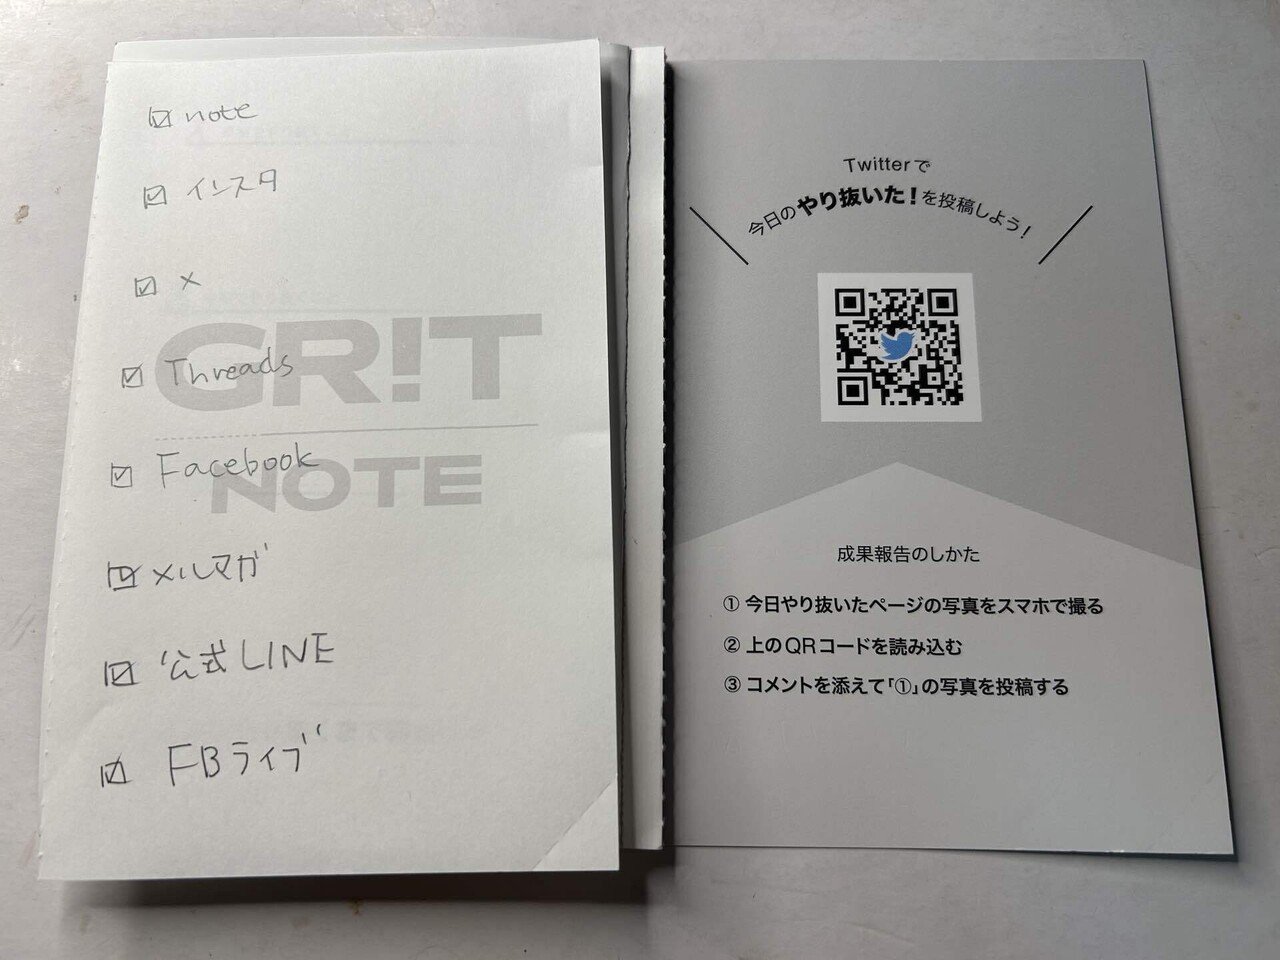 ☑ note
☑ インスタ
☑ X
☑ Threads
☑ Facebook
☑ メルマガ
☑ 公式LINE
☑ FBライブ
GR!T
NOTE
Twitterで
今日のやり抜いた！を投稿しよう！
成果報告のしかた
① 今日やり抜いたページの写真をスマホで撮る
② 上のQRコードを読み込む
③ コメントを添えて「①」の写真を投稿する